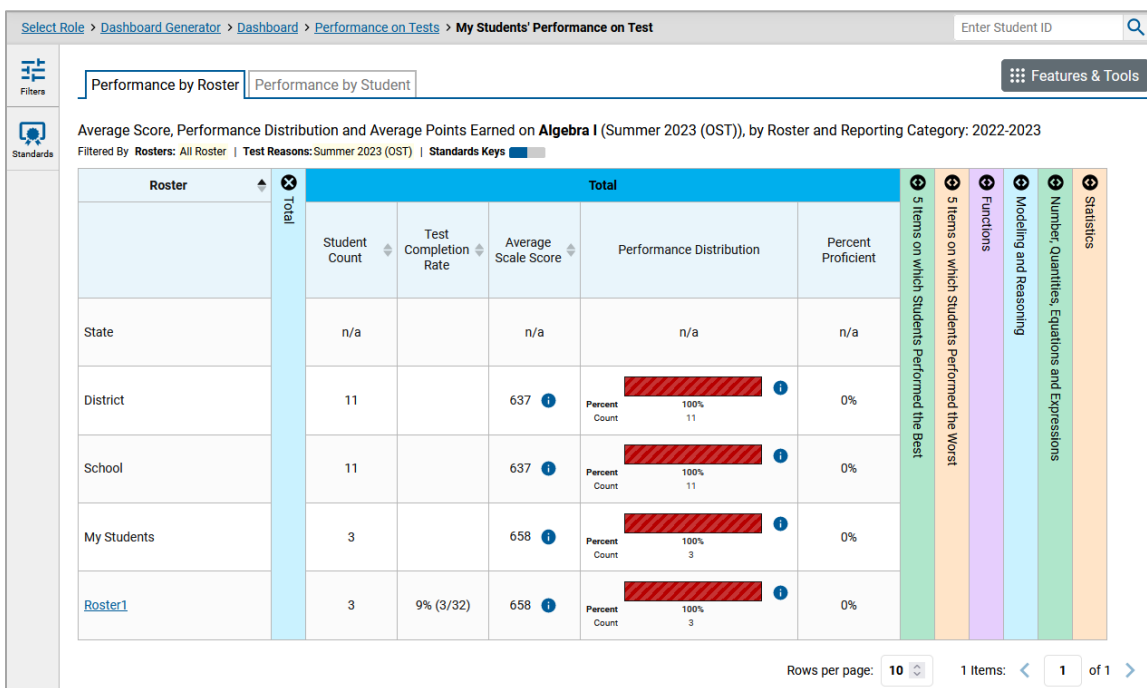 Select Role > Dashboard Generator > Dashboard > Performance on Tests > My Students' Performance on Test
Enter Student ID
Filters
Standards
Performance by Roster
Performance by Student
Features & Tools
Average Score, Performance Distribution and Average Points Earned on Algebra I (Summer 2023 (OST)), by Roster and Reporting Category: 2022-2023
Filtered By Rosters: All Roster | Test Reasons: Summer 2023 (OST) | Standards Keys
Roster
Total
Total
Student Count
Test Completion Rate
Average Scale Score
Performance Distribution
Percent Proficient
5 Items on which Students Performed the Best
5 Items on which Students Performed the Worst
Functions
Modeling and Reasoning
Number, Quantities, Equations and Expressions
Statistics
State n/a n/a n/a n/a
District 11 637 0%
Percent 100%
Count 11
School 11 637 0%
Percent 100%
Count 11
My Students 3 658 0%
Percent 100%
Count 3
Roster1 3 9% (3/32) 658 0%
Percent 100%
Count 3
Rows per page: 10 1 Items: 1 of 1